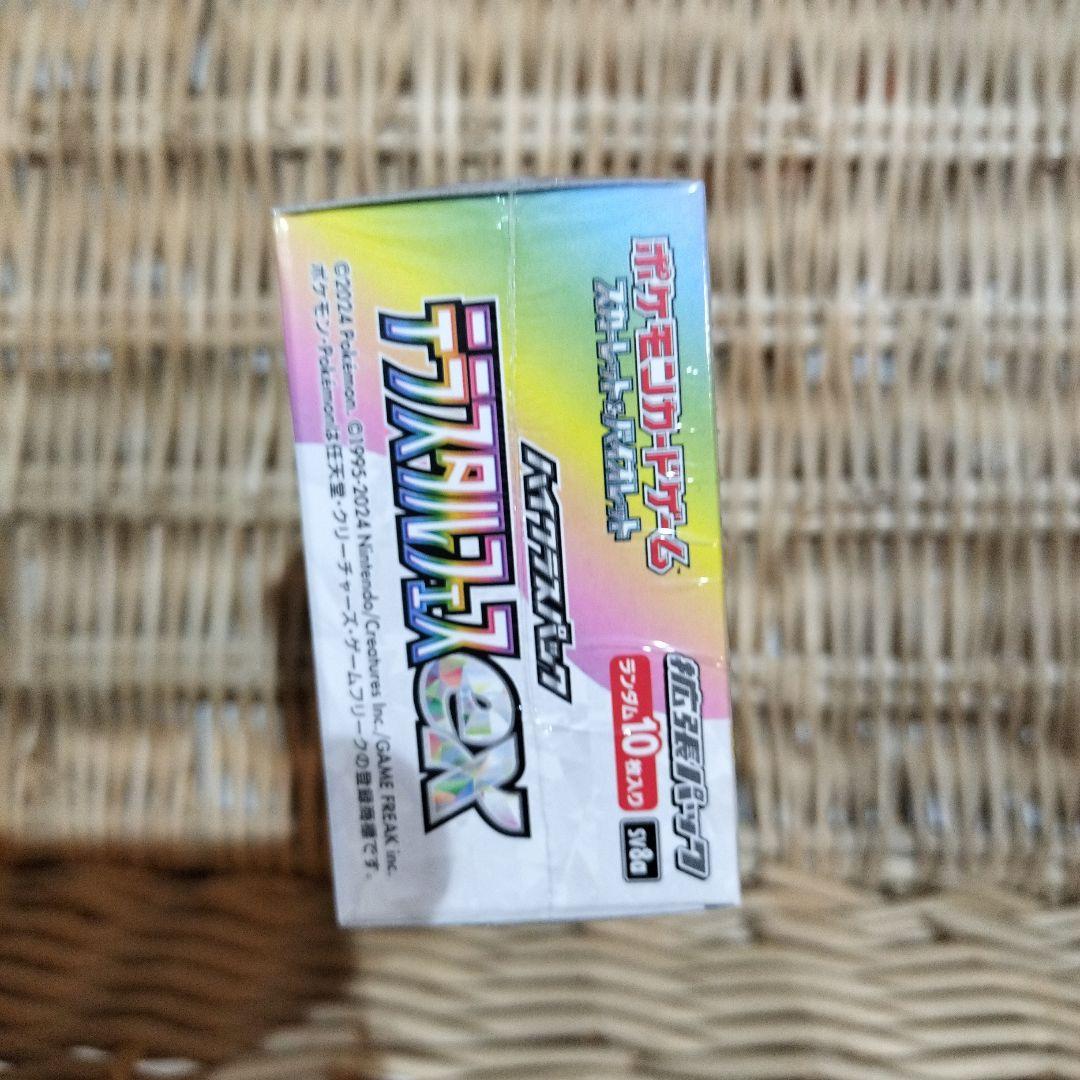 ポケモンカードゲーム
スカーレット&バイオレット
拡張パック
ランダム10枚入り
SV8a
ハイクラスパック
テラスタルフェスex
©2024 Pokémon. ©1995-2024 Nintendo/Creatures Inc./GAME FREAK inc.
ポケモン・Pokémonは任天堂・クリーチャーズ・ゲームフリークの登録商標です。